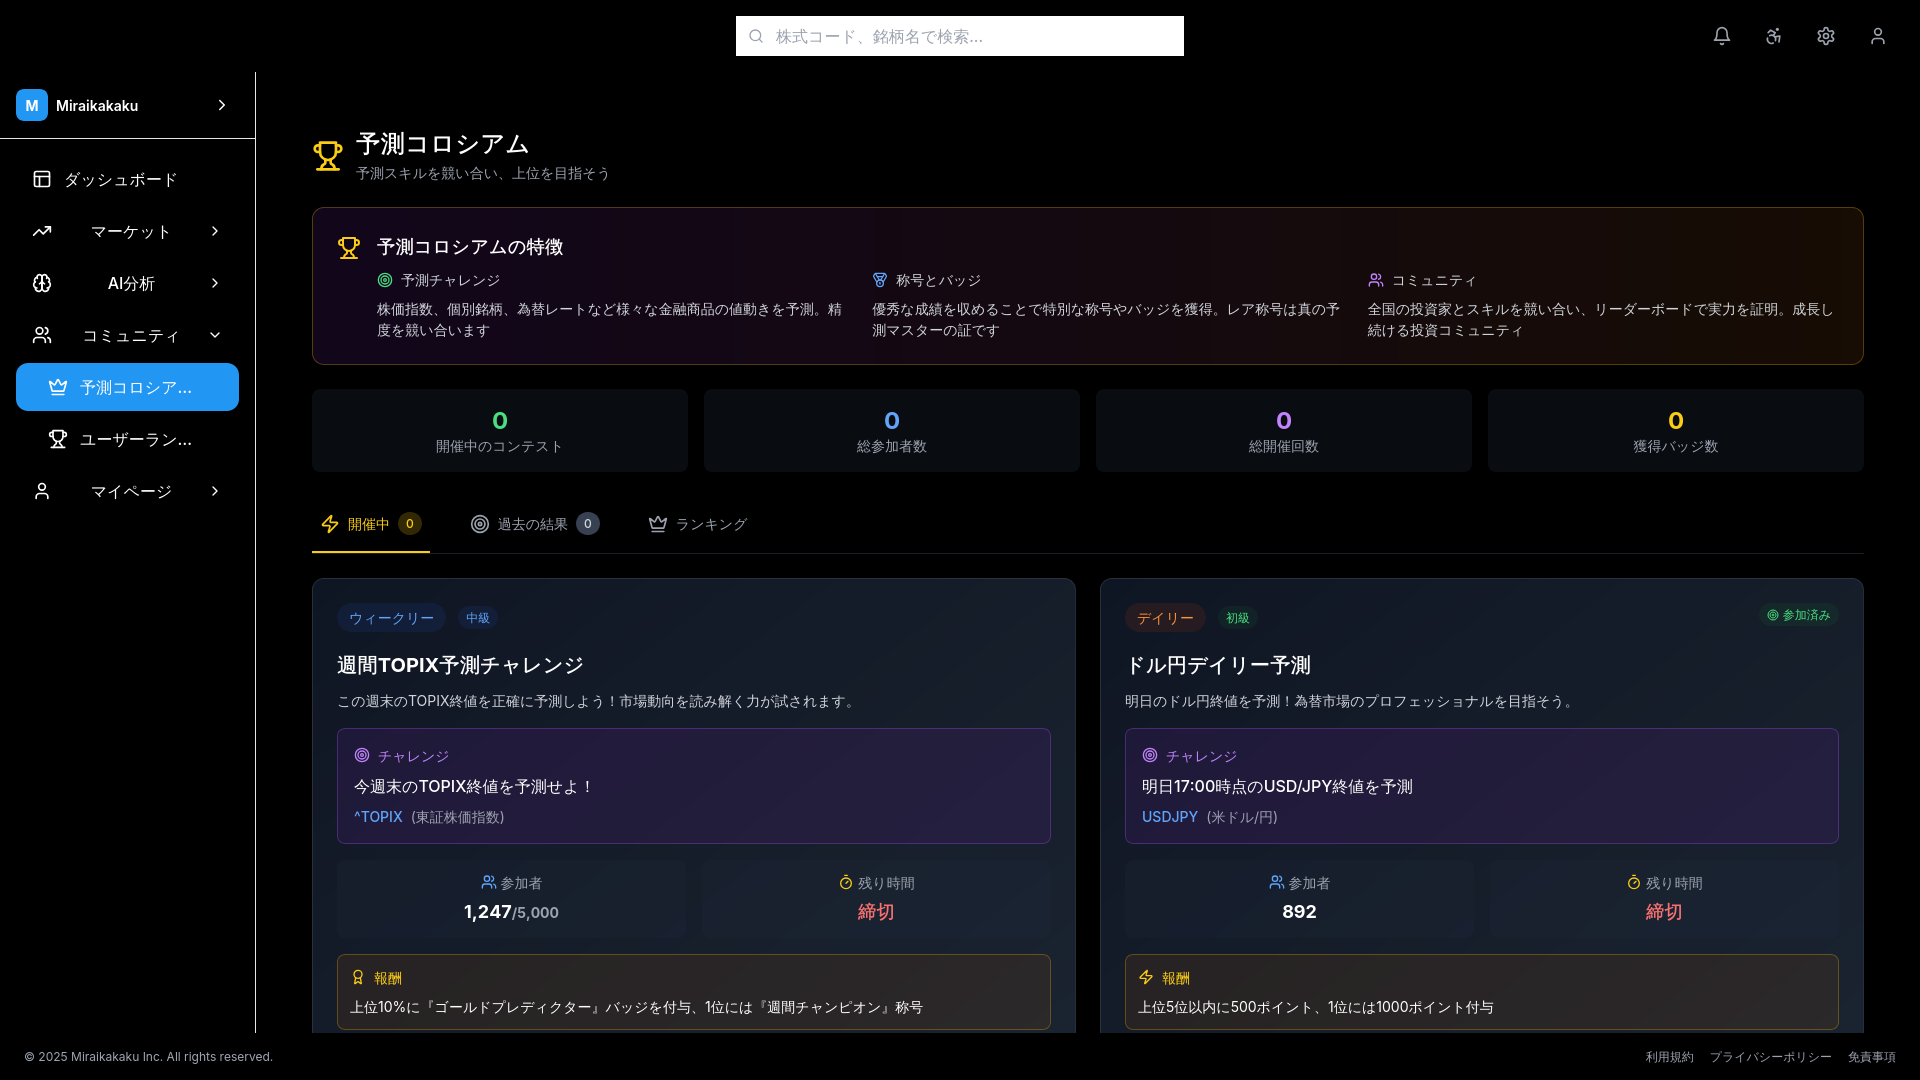 株式コード、銘柄名で検索...
M Miraikakaku
ダッシュボード
マーケット
AI分析
コミュニティ
予測コロシア...
ユーザーラン...
マイページ
予測コロシアム
予測スキルを競い合い、上位を目指そう
予測コロシアムの特徴
予測チャレンジ
株価指数、個別銘柄、為替レートなど様々な金融商品の値動きを予測。精
度を競い合います
称号とバッジ
優秀な成績を収めることで特別な称号やバッジを獲得。レア称号は真の予
測マスターの証です
コミュニティ
全国の投資家とスキルを競い合い、リーダーボードで実力を証明。成長し
続ける投資コミュニティ
0
開催中のコンテスト
0
総参加者数
0
総開催回数
0
獲得バッジ数
開催中 0
過去の結果 0
ランキング
ウィークリー 中級
週間TOPIX予測チャレンジ
この週末のTOPIX終値を正確に予測しよう！市場動向を読み解く力が試されます。
チャレンジ
今週末のTOPIX終値を予測せよ！
^TOPIX (東証株価指数)
参加者
1,247/5,000
残り時間
締切
報酬
上位10%に『ゴールドプレディクター』バッジを付与、1位には『週間チャンピオン』称号
デイリー 初級
参加済み
ドル円デイリー予測
明日のドル円終値を予測！為替市場のプロフェッショナルを目指そう。
チャレンジ
明日17:00時点のUSD/JPY終値を予測
USDJPY (米ドル/円)
参加者
892
残り時間
締切
報酬
上位5位以内に500ポイント、1位には1000ポイント付与
© 2025 Miraikakaku Inc. All rights reserved.
利用規約 プライバシーポリシー 免責事項